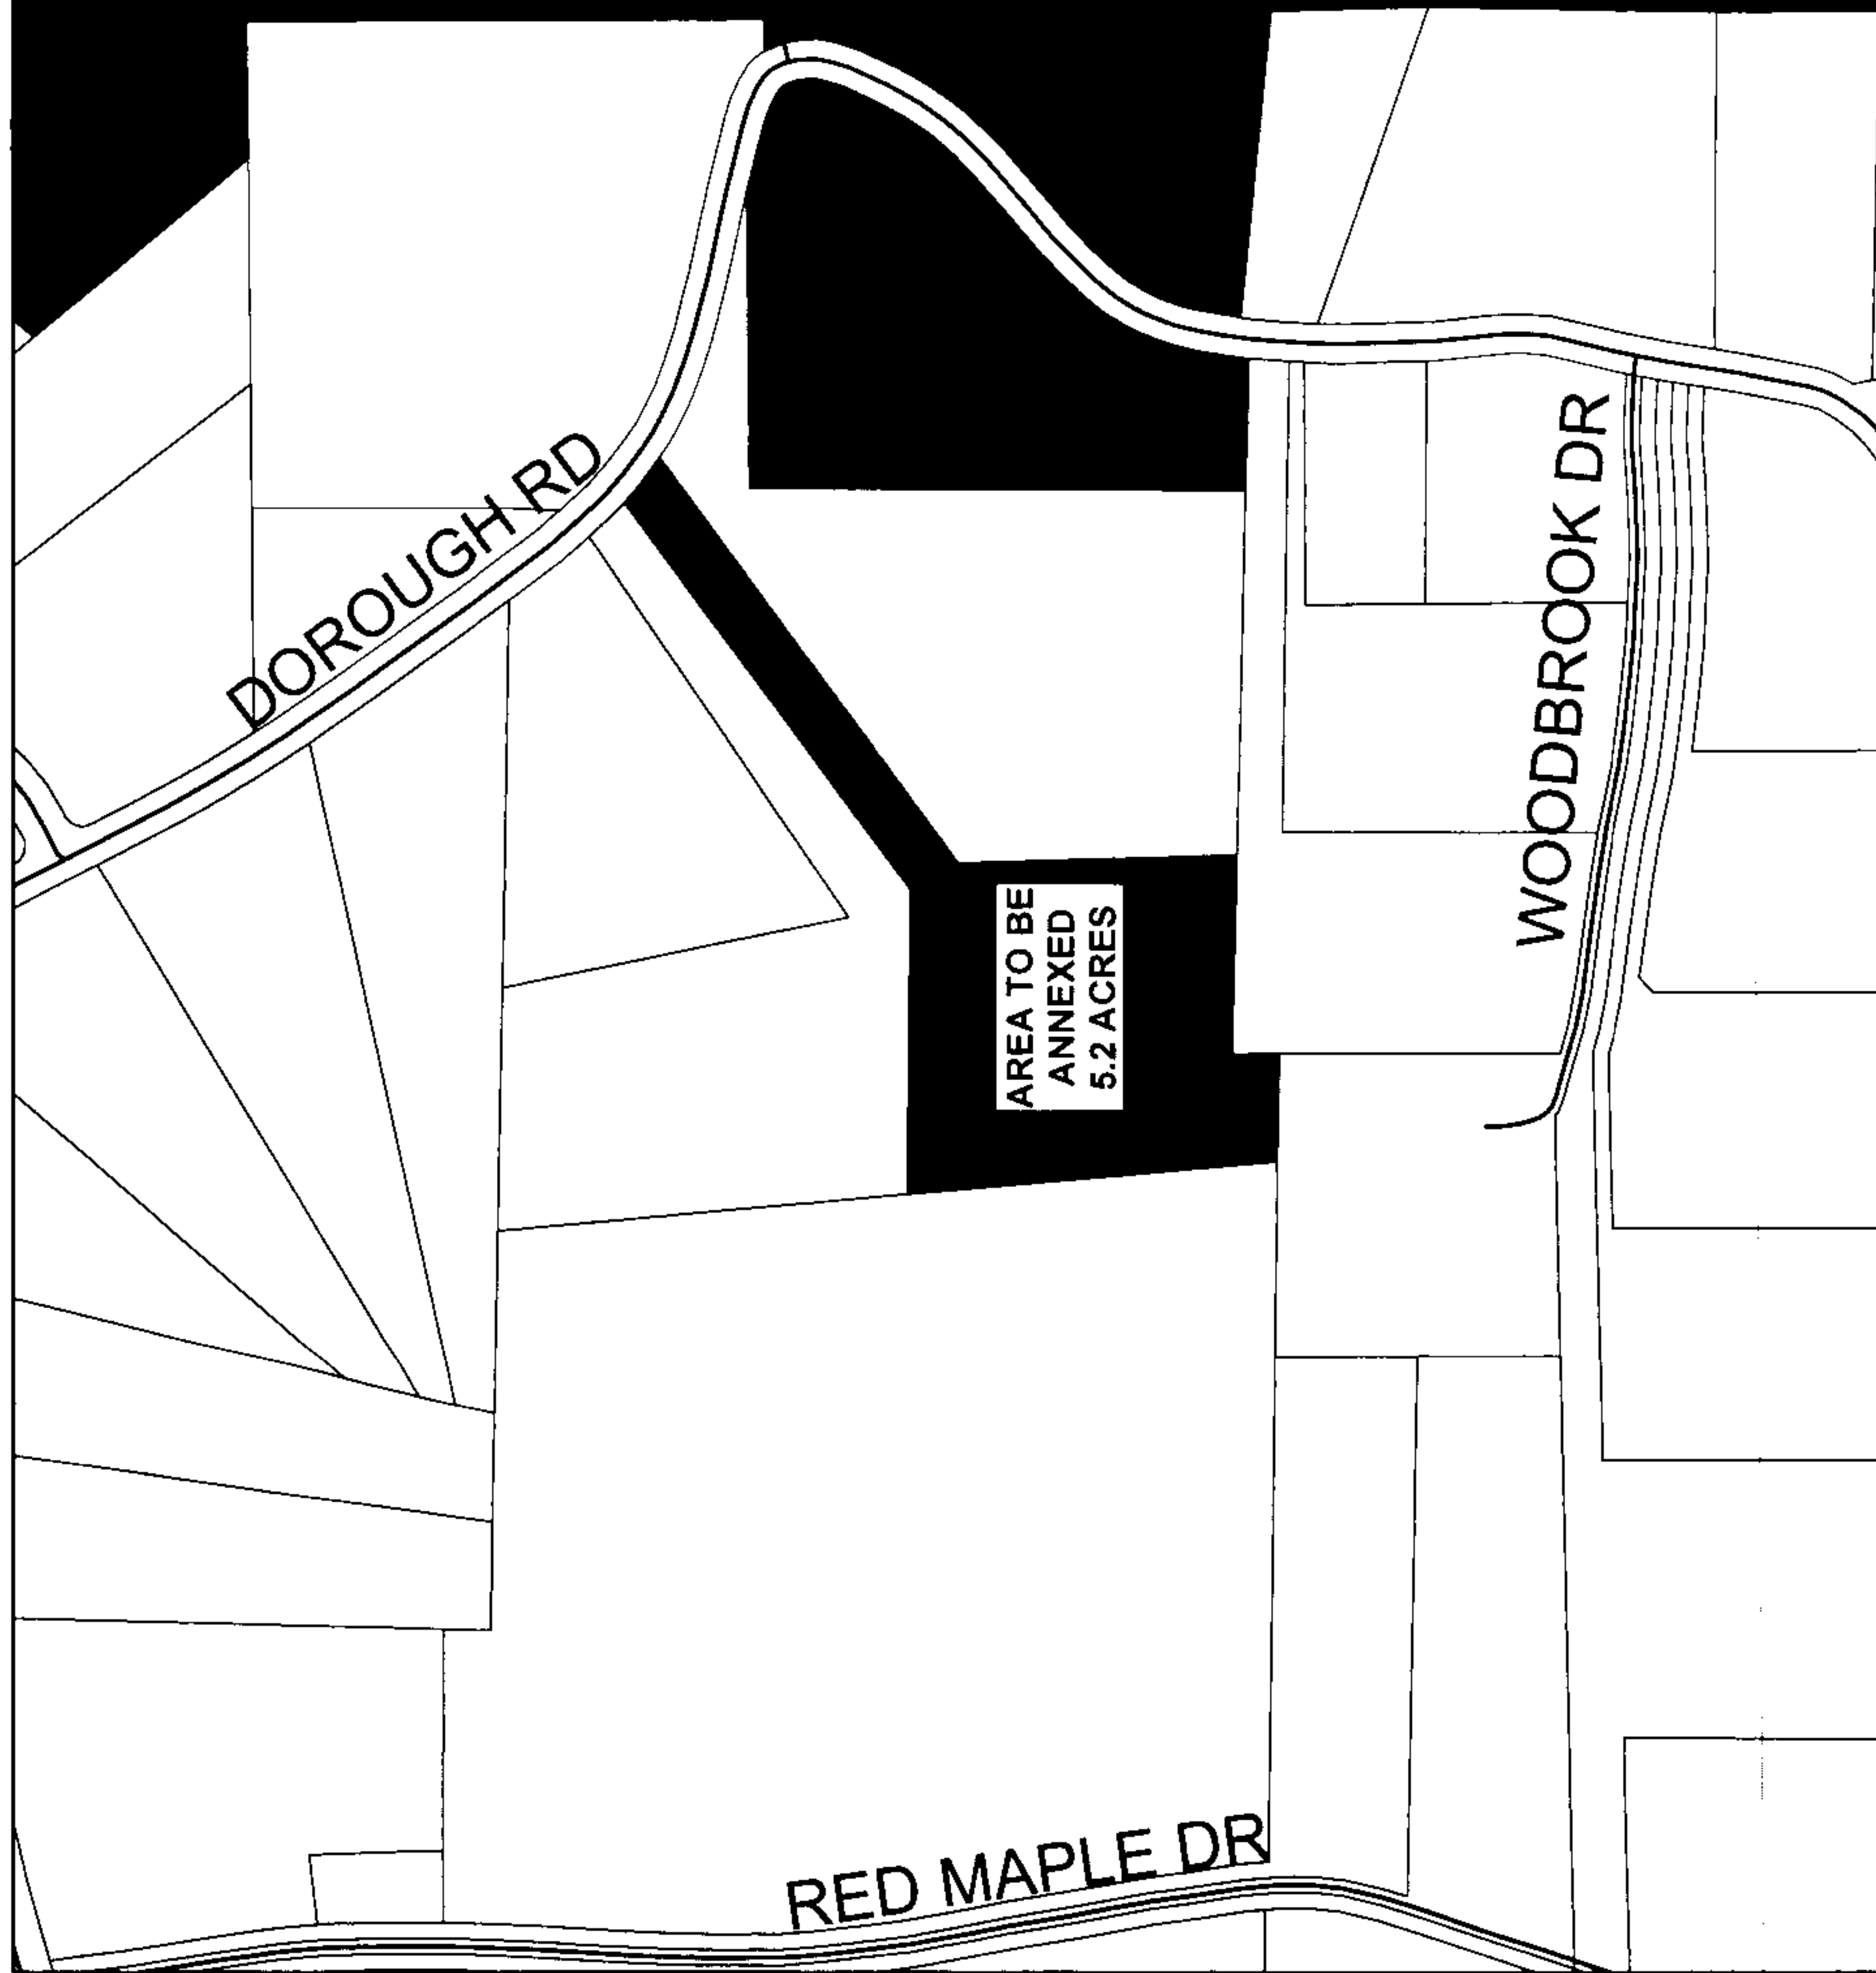 DOROUGH RD
WOODBROOK DR
AREA TO BE
ANNEXED
5.2 ACRES
RED MAPLE DR